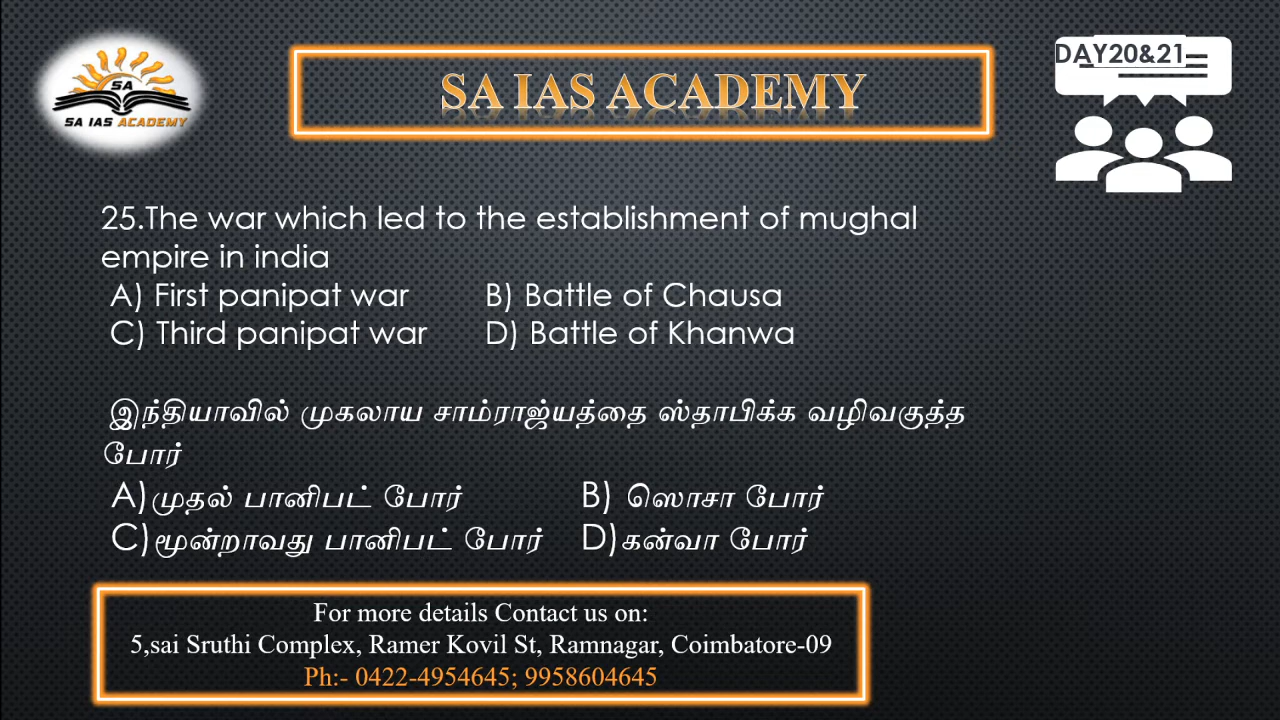 SA
SA IAS ACADEMY
SA IAS ACADEMY
DAY20&21
25.The war which led to the establishment of mughal
empire in india
A) First panipat war B) Battle of Chausa
C) Third panipat war D) Battle of Khanwa
இந்தியாவில் முகலாய சாம்ராஜ்யத்தை ஸ்தாபிக்க வழிவகுத்த
போர்
A)முதல் பானிபட் போர் B) ஸொசா போர்
C)மூன்றாவது பானிபட் போர் D)கன்வா போர்
For more details Contact us on:
5,sai Sruthi Complex, Ramer Kovil St, Ramnagar, Coimbatore-09
Ph:- 0422-4954645; 9958604645